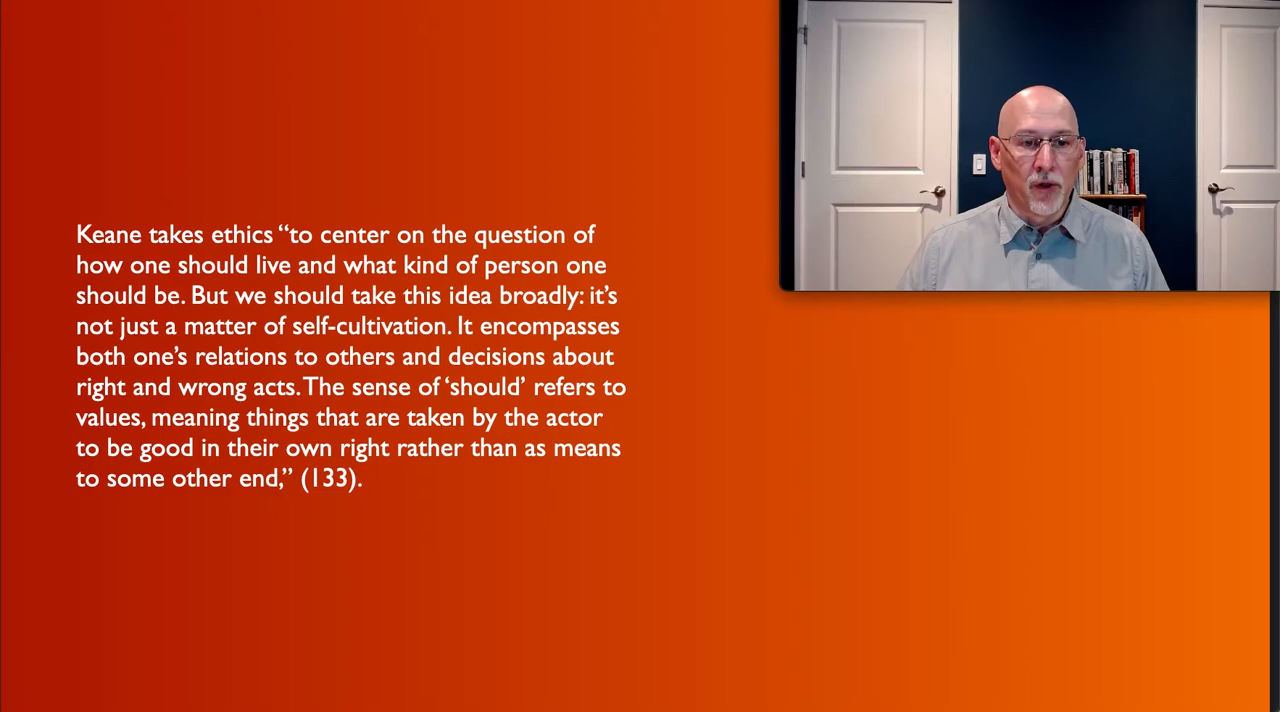 Keane takes ethics “to center on the question of
how one should live and what kind of person one
should be. But we should take this idea broadly: it’s
not just a matter of self-cultivation. It encompasses
both one’s relations to others and decisions about
right and wrong acts. The sense of ‘should’ refers to
values, meaning things that are taken by the actor
to be good in their own right rather than as means
to some other end,” (133).